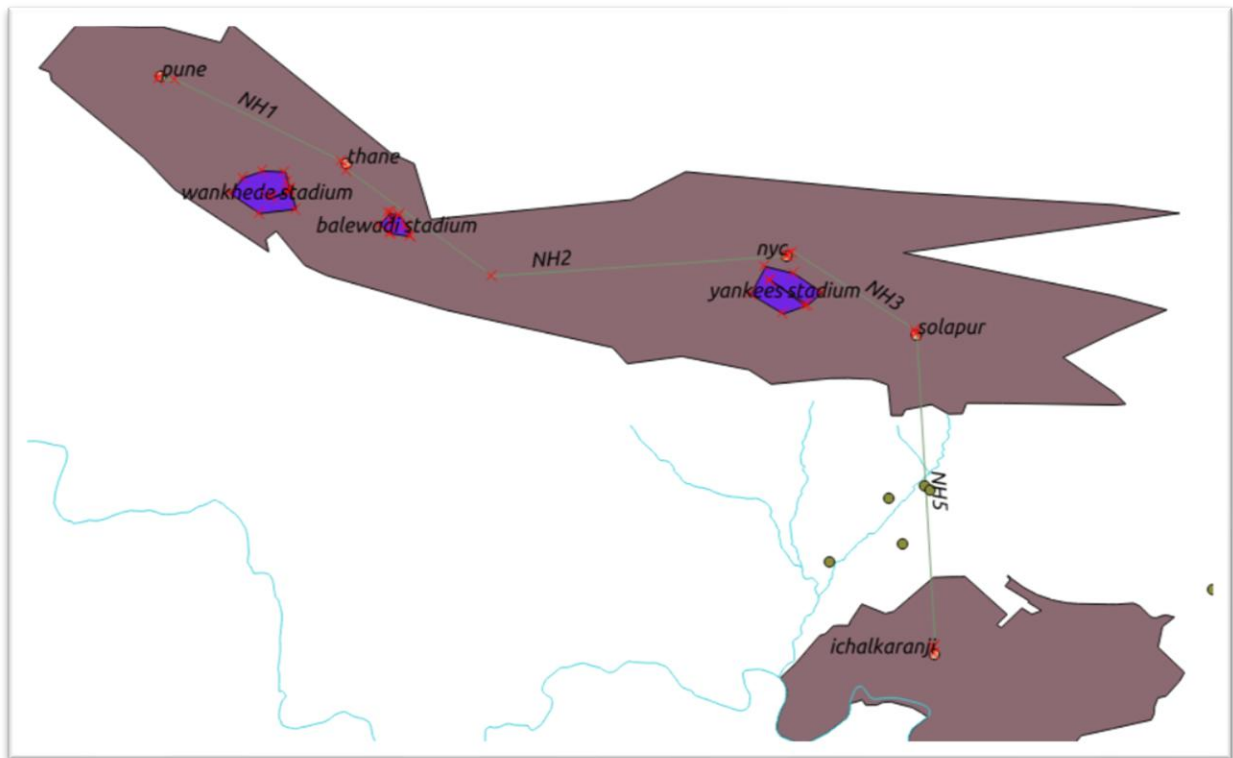 pune
NH1
thane
wankhede stadium
balewadi stadium
NH2
nyc
yankees stadium
NH3
solapur
NH5
ichalkaranji